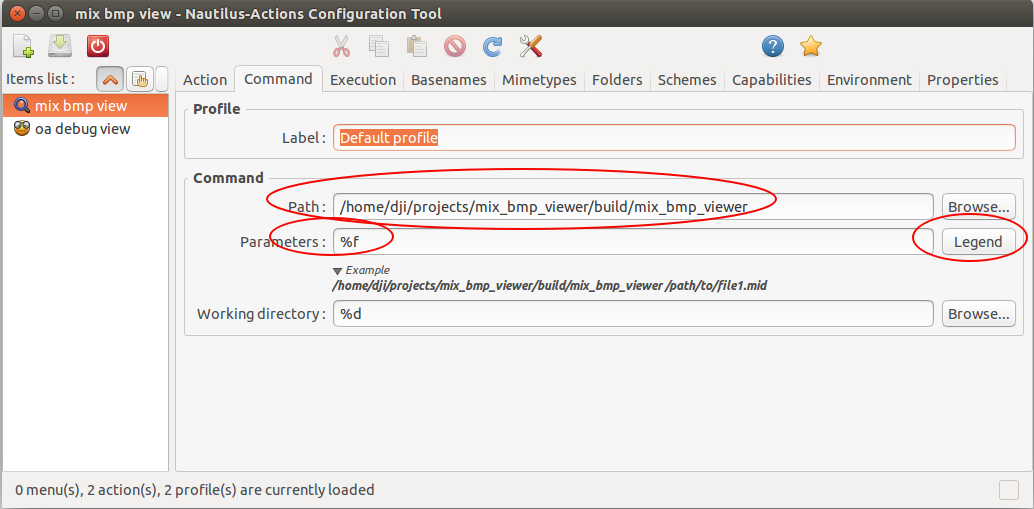 mix bmp view - Nautilus-Actions Configuration Tool
Items list :
Action Command Execution Basenames Mimetypes Folders Schemes Capabilities Environment Properties
mix bmp view
oa debug view
Profile
Label : Default profile
Command
Path : /home/dji/projects/mix_bmp_viewer/build/mix_bmp_viewer Browse...
Parameters : %f Legend
Example
/home/dji/projects/mix_bmp_viewer/build/mix_bmp_viewer /path/to/file1.mid
Working directory : %d Browse...
0 menu(s), 2 action(s), 2 profile(s) are currently loaded